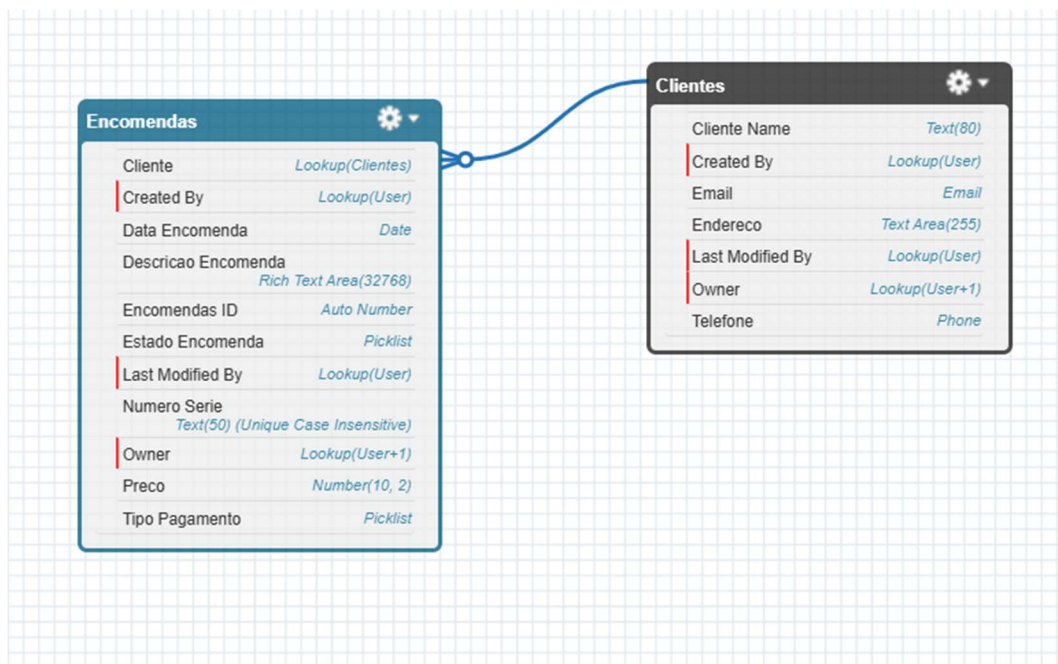 Encomendas
Cliente Lookup(Clientes)
Created By Lookup(User)
Data Encomenda Date
Descricao Encomenda
Rich Text Area(32768)
Encomendas ID Auto Number
Estado Encomenda Picklist
Last Modified By Lookup(User)
Numero Serie
Text(50) (Unique Case Insensitive)
Owner Lookup(User+1)
Preco Number(10, 2)
Tipo Pagamento Picklist
Clientes
Cliente Name Text(80)
Created By Lookup(User)
Email Email
Endereco Text Area(255)
Last Modified By Lookup(User)
Owner Lookup(User+1)
Telefone Phone